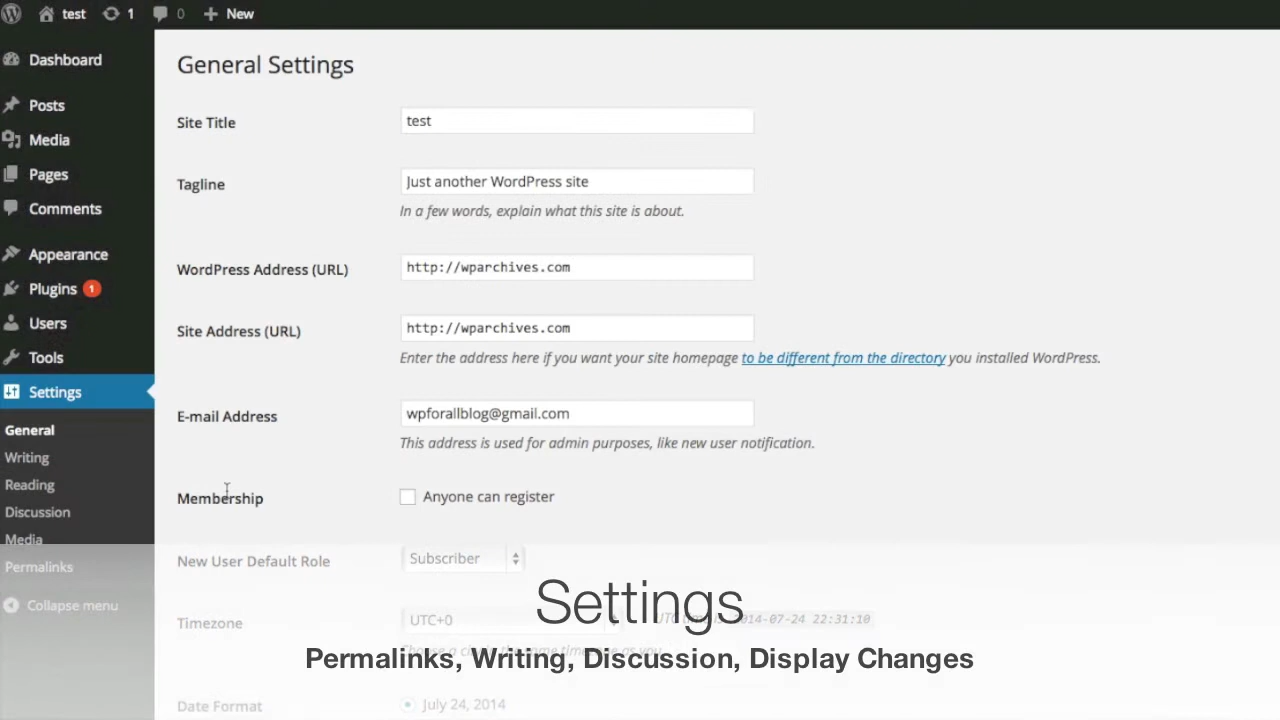 test 1 0 New
Dashboard
Posts
Media
Pages
Comments
Appearance
Plugins 1
Users
Tools
Settings
General
Writing
Reading
Discussion
Media
Permalinks
Collapse menu
General Settings
Site Title test
Tagline Just another WordPress site
In a few words, explain what this site is about.
WordPress Address (URL) http://wparchives.com
Site Address (URL) http://wparchives.com
Enter the address here if you want your site homepage to be different from the directory you installed WordPress.
E-mail Address wpforallblog@gmail.com
This address is used for admin purposes, like new user notification.
Membership Anyone can register
New User Default Role Subscriber
Timezone UTC+0 2014-07-24 22:31:10
Date Format July 24, 2014
Settings
Permalinks, Writing, Discussion, Display Changes